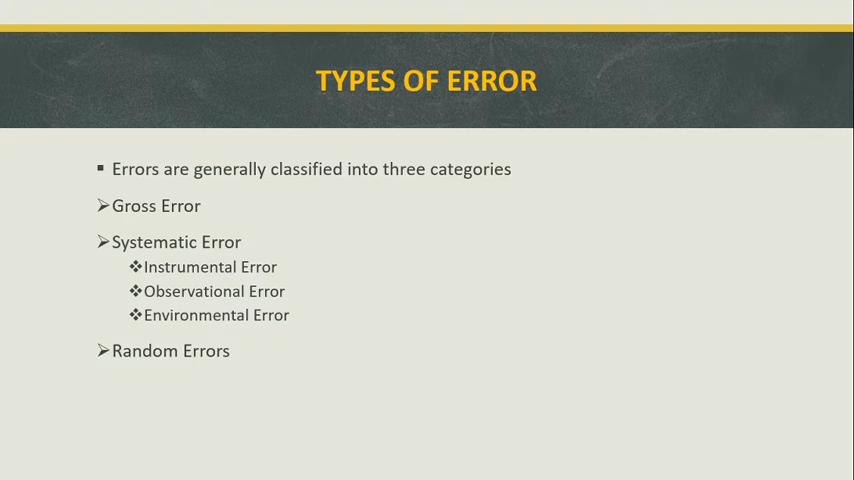 TYPES OF ERROR
▪ Errors are generally classified into three categories
➢Gross Error
➢Systematic Error
❖Instrumental Error
❖Observational Error
❖Environmental Error
➢Random Errors